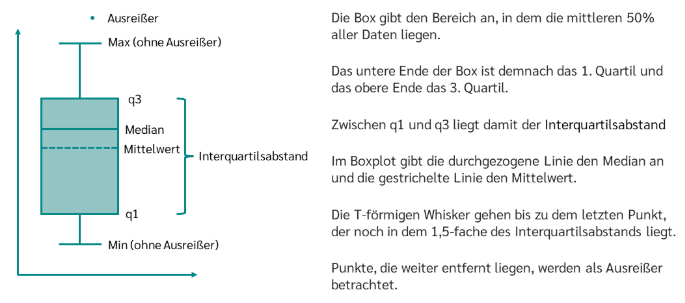 Ausreißer
Max (ohne Ausreißer)
q3
Median
Mittelwert
Interquartilsabstand
q1
Min (ohne Ausreißer)
Die Box gibt den Bereich an, in dem die mittleren 50%
aller Daten liegen.
Das untere Ende der Box ist demnach das 1. Quartil und
das obere Ende das 3. Quartil.
Zwischen q1 und q3 liegt damit der Interquartilsabstand
Im Boxplot gibt die durchgezogene Linie den Median an
und die gestrichelte Linie den Mittelwert.
Die T-förmigen Whisker gehen bis zu dem letzten Punkt,
der noch in dem 1,5-fache des Interquartilsabstands liegt.
Punkte, die weiter entfernt liegen, werden als Ausreißer
betrachtet.